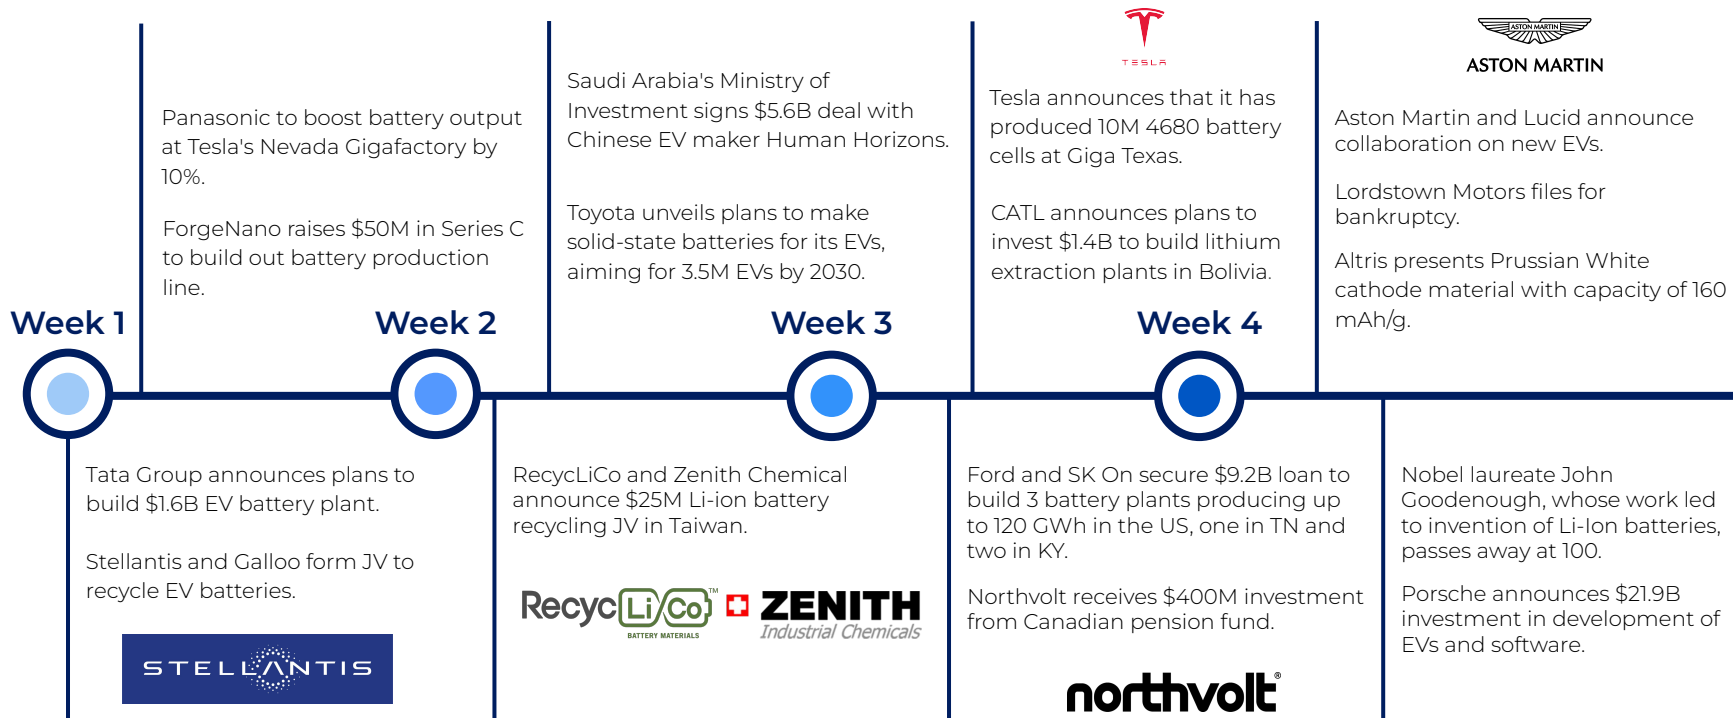 Week 1
Panasonic to boost battery output
at Tesla's Nevada Gigafactory by
10%.
ForgeNano raises $50M in Series C
to build out battery production
line.
Tata Group announces plans to
build $1.6B EV battery plant.
Stellantis and Galloo form JV to
recycle EV batteries.
STELLANTIS
Week 2
Saudi Arabia's Ministry of
Investment signs $5.6B deal with
Chinese EV maker Human Horizons.
Toyota unveils plans to make
solid-state batteries for its EVs,
aiming for 3.5M EVs by 2030.
RecycLiCo and Zenith Chemical
announce $25M Li-ion battery
recycling JV in Taiwan.
RecycLi/Co™
BATTERY MATERIALS
ZENITH
Industrial Chemicals
Week 3
TESLA
Tesla announces that it has
produced 10M 4680 battery
cells at Giga Texas.
CATL announces plans to
invest $1.4B to build lithium
extraction plants in Bolivia.
Ford and SK On secure $9.2B loan to
build 3 battery plants producing up
to 120 GWh in the US, one in TN and
two in KY.
Northvolt receives $400M investment
from Canadian pension fund.
northvolt®
Week 4
ASTON MARTIN
ASTON MARTIN
Aston Martin and Lucid announce
collaboration on new EVs.
Lordstown Motors files for
bankruptcy.
Altris presents Prussian White
cathode material with capacity of 160
mAh/g.
Nobel laureate John
Goodenough, whose work led
to invention of Li-Ion batteries,
passes away at 100.
Porsche announces $21.9B
investment in development of
EVs and software.